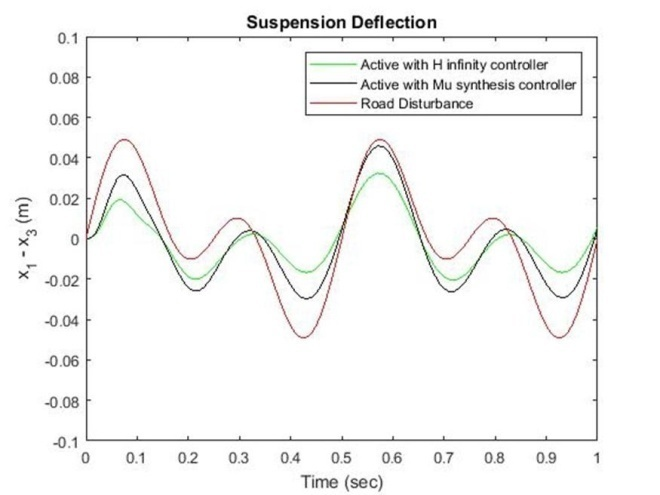 Suspension Deflection
0.1
0.08
0.06
0.04
0.02
0
-0.02
-0.04
-0.06
-0.08
-0.1
x1 - x3 (m)
Active with H infinity controller
Active with Mu synthesis controller
Road Disturbance
0 0.1 0.2 0.3 0.4 0.5 0.6 0.7 0.8 0.9 1
Time (sec)